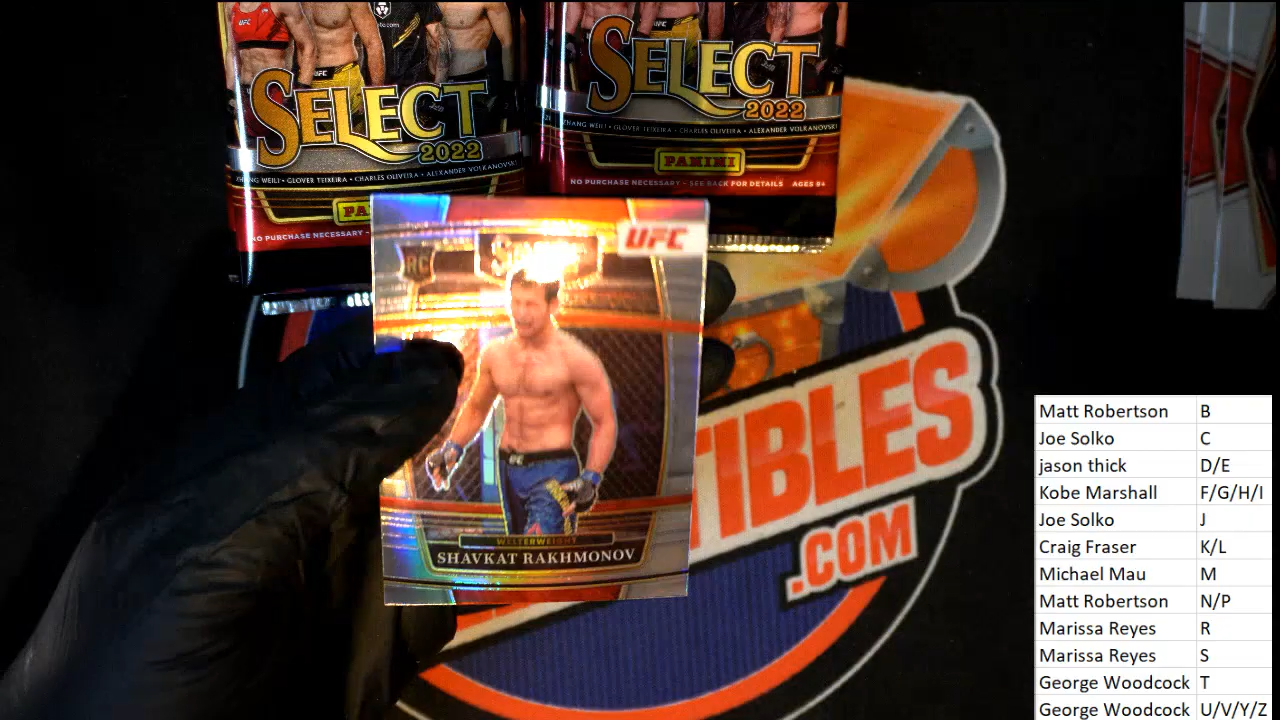 UFC
SELECT
2022
ZHANG WEILI • GLOVER TEIXEIRA • CHARLES OLIVEIRA • ALEXANDER VOLKANOVSKI
NO PURCHASE NECESSARY -
UFC
SELECT
2022
ZHANG WEILI • GLOVER TEIXEIRA • CHARLES OLIVEIRA • ALEXANDER VOLKANOVSKI
PANINI
NO PURCHASE NECESSARY - SEE BACK FOR DETAILS AGES 9+
RC
UFC
WELTERWEIGHT
SHAVKAT RAKHMONOV
TIBLES
.COM
Matt Robertson B
Joe Solko C
jason thick D/E
Kobe Marshall F/G/H/I
Joe Solko J
Craig Fraser K/L
Michael Mau M
Matt Robertson N/P
Marissa Reyes R
Marissa Reyes S
George Woodcock T
George Woodcock U/V/Y/Z